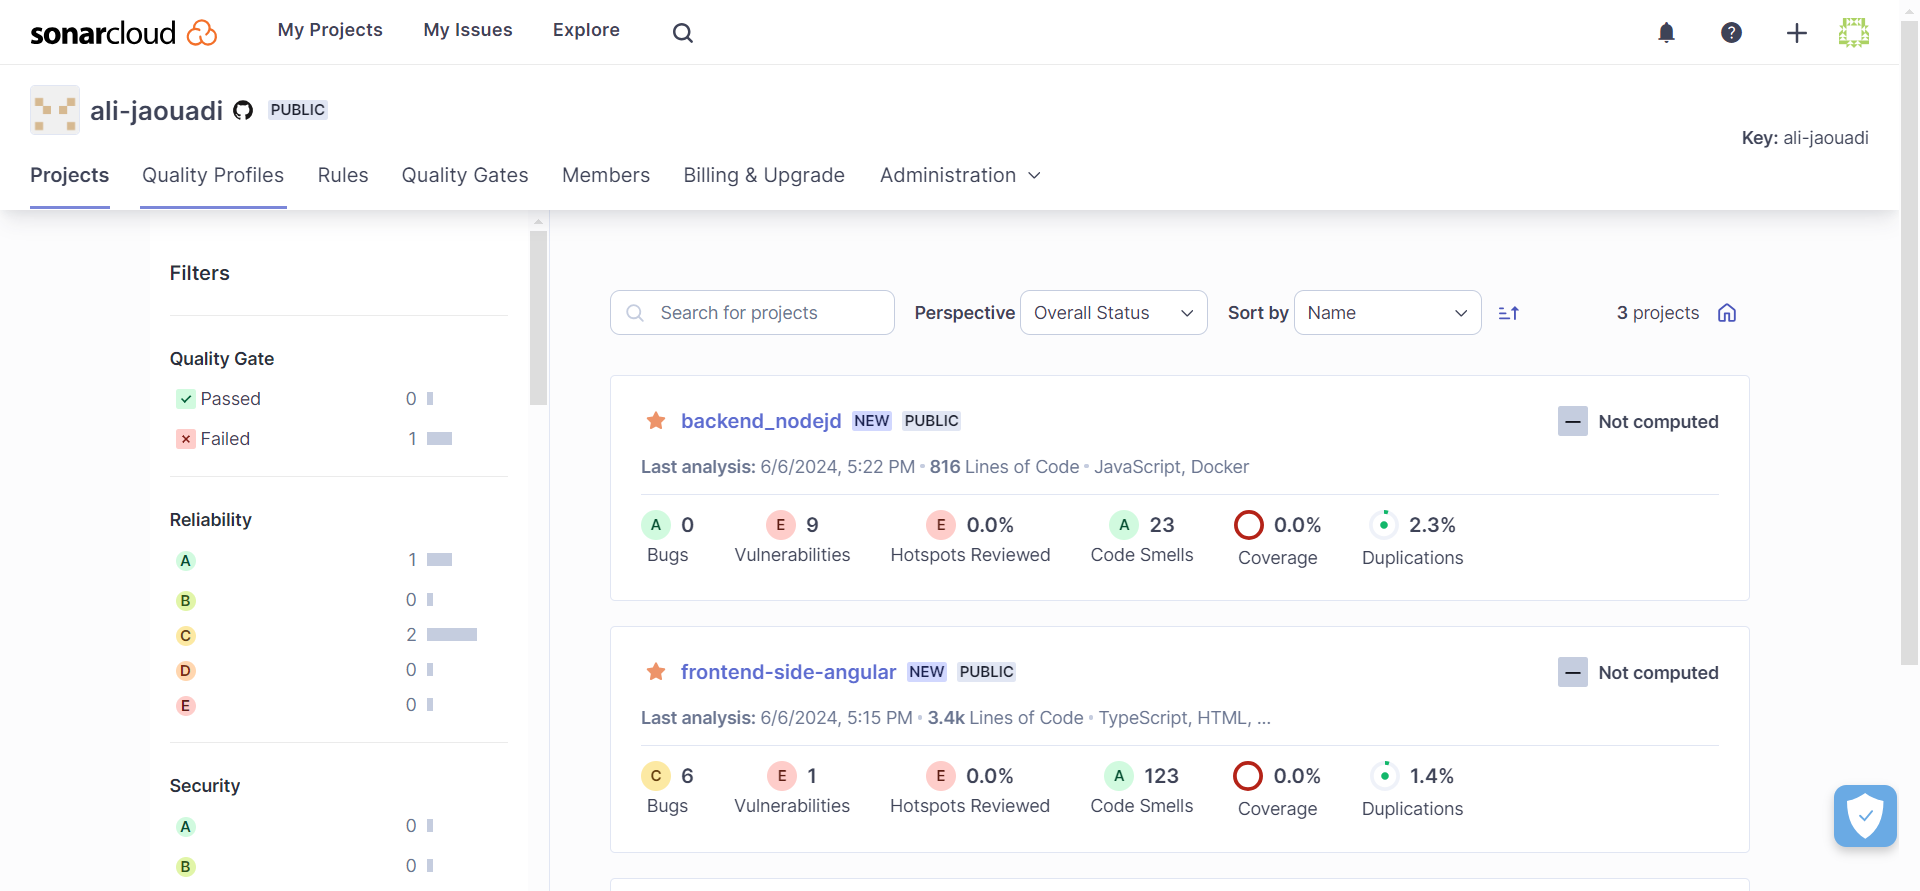 sonarcloud
My Projects
My Issues
Explore
?
ali-jaouadi
PUBLIC
Key: ali-jaouadi
Projects
Quality Profiles
Rules
Quality Gates
Members
Billing & Upgrade
Administration
Filters
Quality Gate
Passed 0
Failed 1
Reliability
A 1
B 0
C 2
D 0
E 0
Security
A 0
B 0
Search for projects
Perspective
Overall Status
Sort by
Name
3 projects
backend_nodejd NEW PUBLIC
Not computed
Last analysis: 6/6/2024, 5:22 PM • 816 Lines of Code • JavaScript, Docker
A 0
E 9
E 0.0%
A 23
0.0%
2.3%
Bugs
Vulnerabilities
Hotspots Reviewed
Code Smells
Coverage
Duplications
frontend-side-angular NEW PUBLIC
Not computed
Last analysis: 6/6/2024, 5:15 PM • 3.4k Lines of Code • TypeScript, HTML, ...
C 6
E 1
E 0.0%
A 123
0.0%
1.4%
Bugs
Vulnerabilities
Hotspots Reviewed
Code Smells
Coverage
Duplications